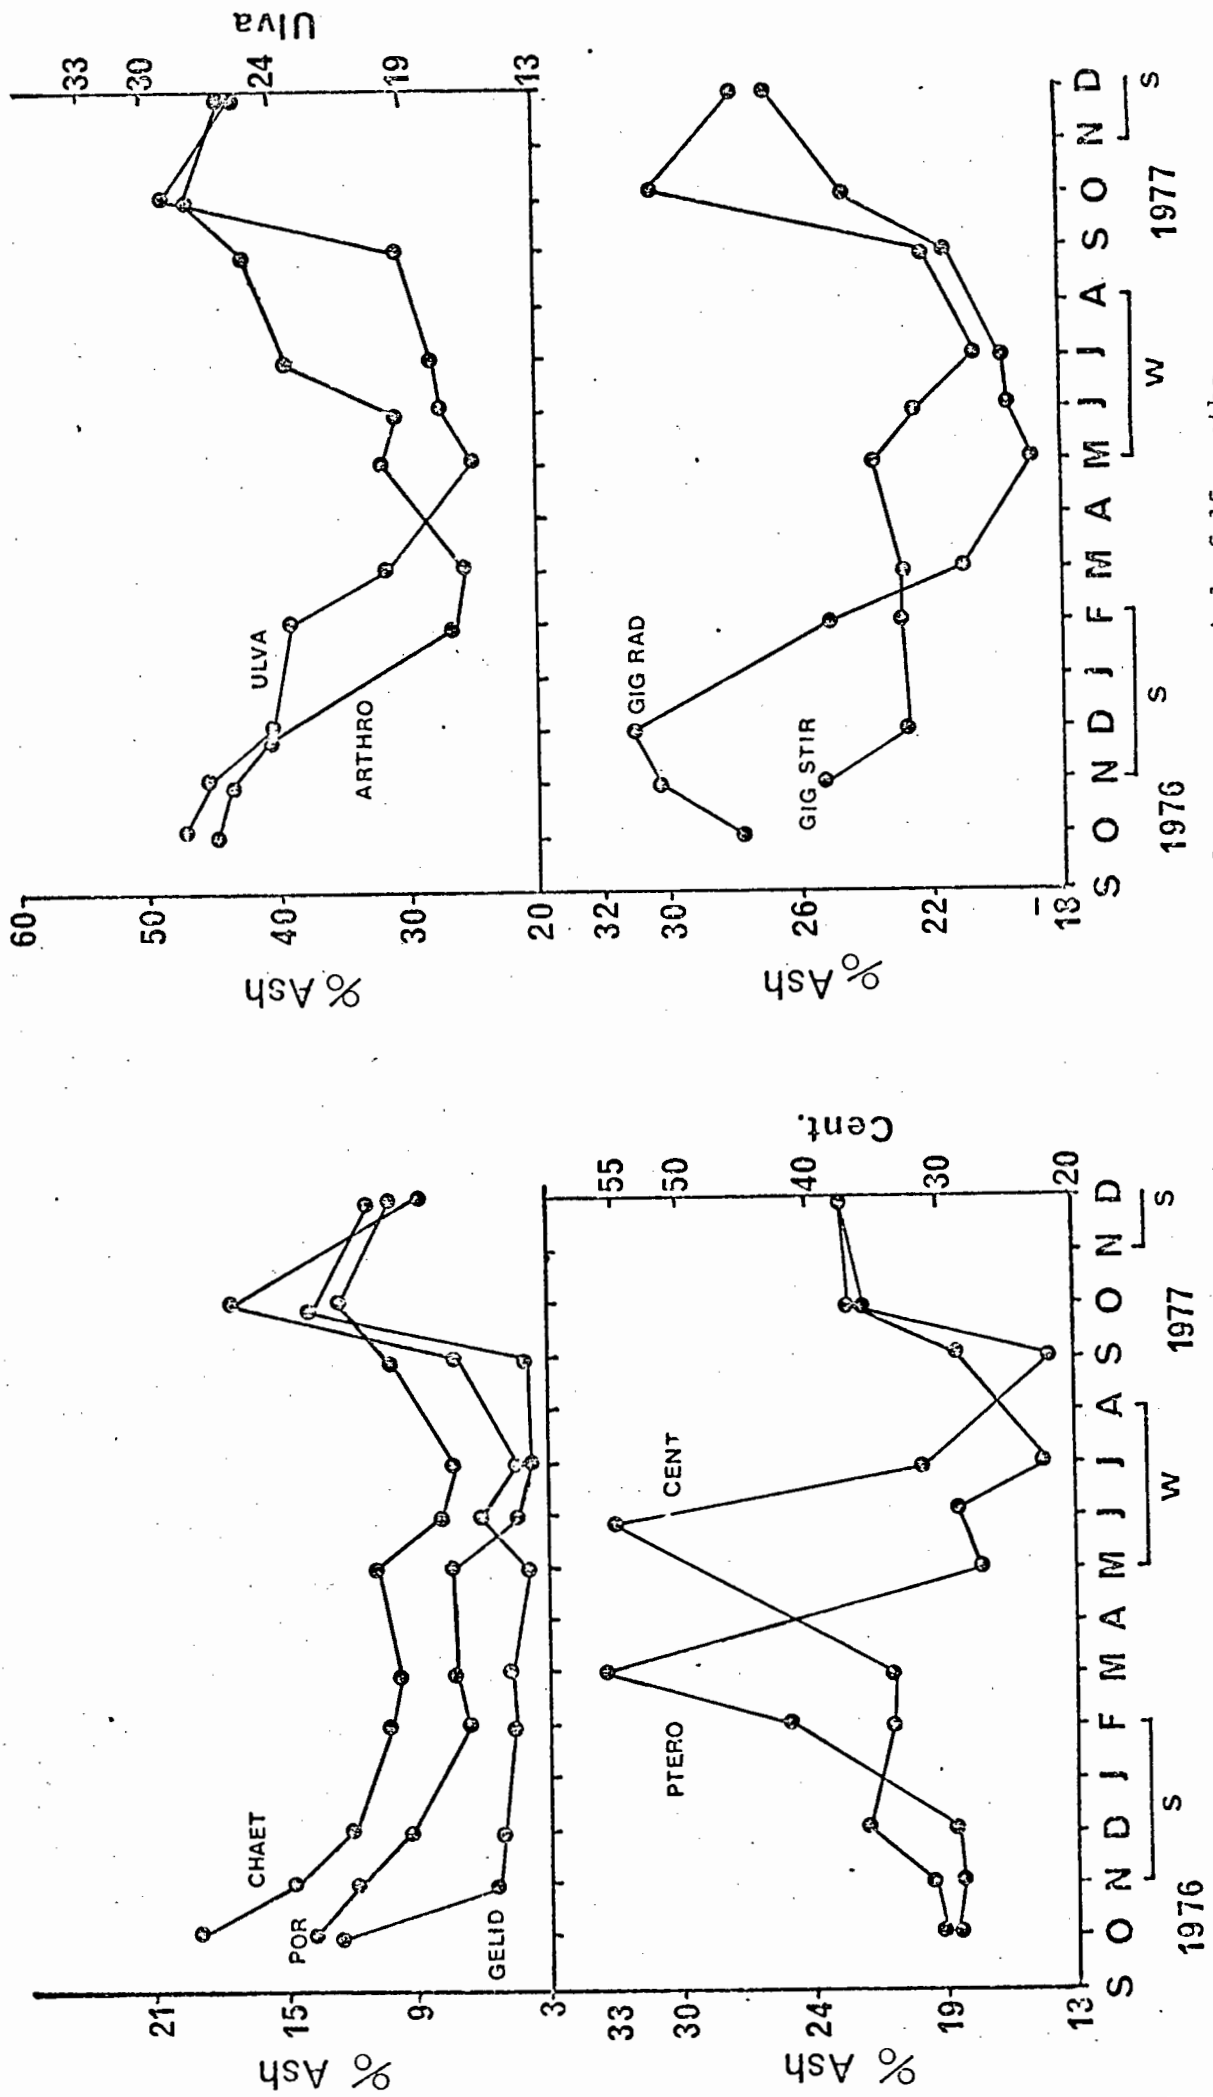 % Ash
21
15
9
3
CHAET
POR
GELID
% Ash
33
30
24
19
13
PTERO
CENT
Cent.
55
50
40
30
20
S O N D J F M A M J J A S O N D
S W S
1976 1977
% Ash
60
50
40
30
20
ULVA
ARTHRO
Ulva
33
29
24
19
13
% Ash
32
30
26
22
18
GIG RAD
GIG STIR
S O N D J F M A M J J A S O N D
S W S
1976 1977